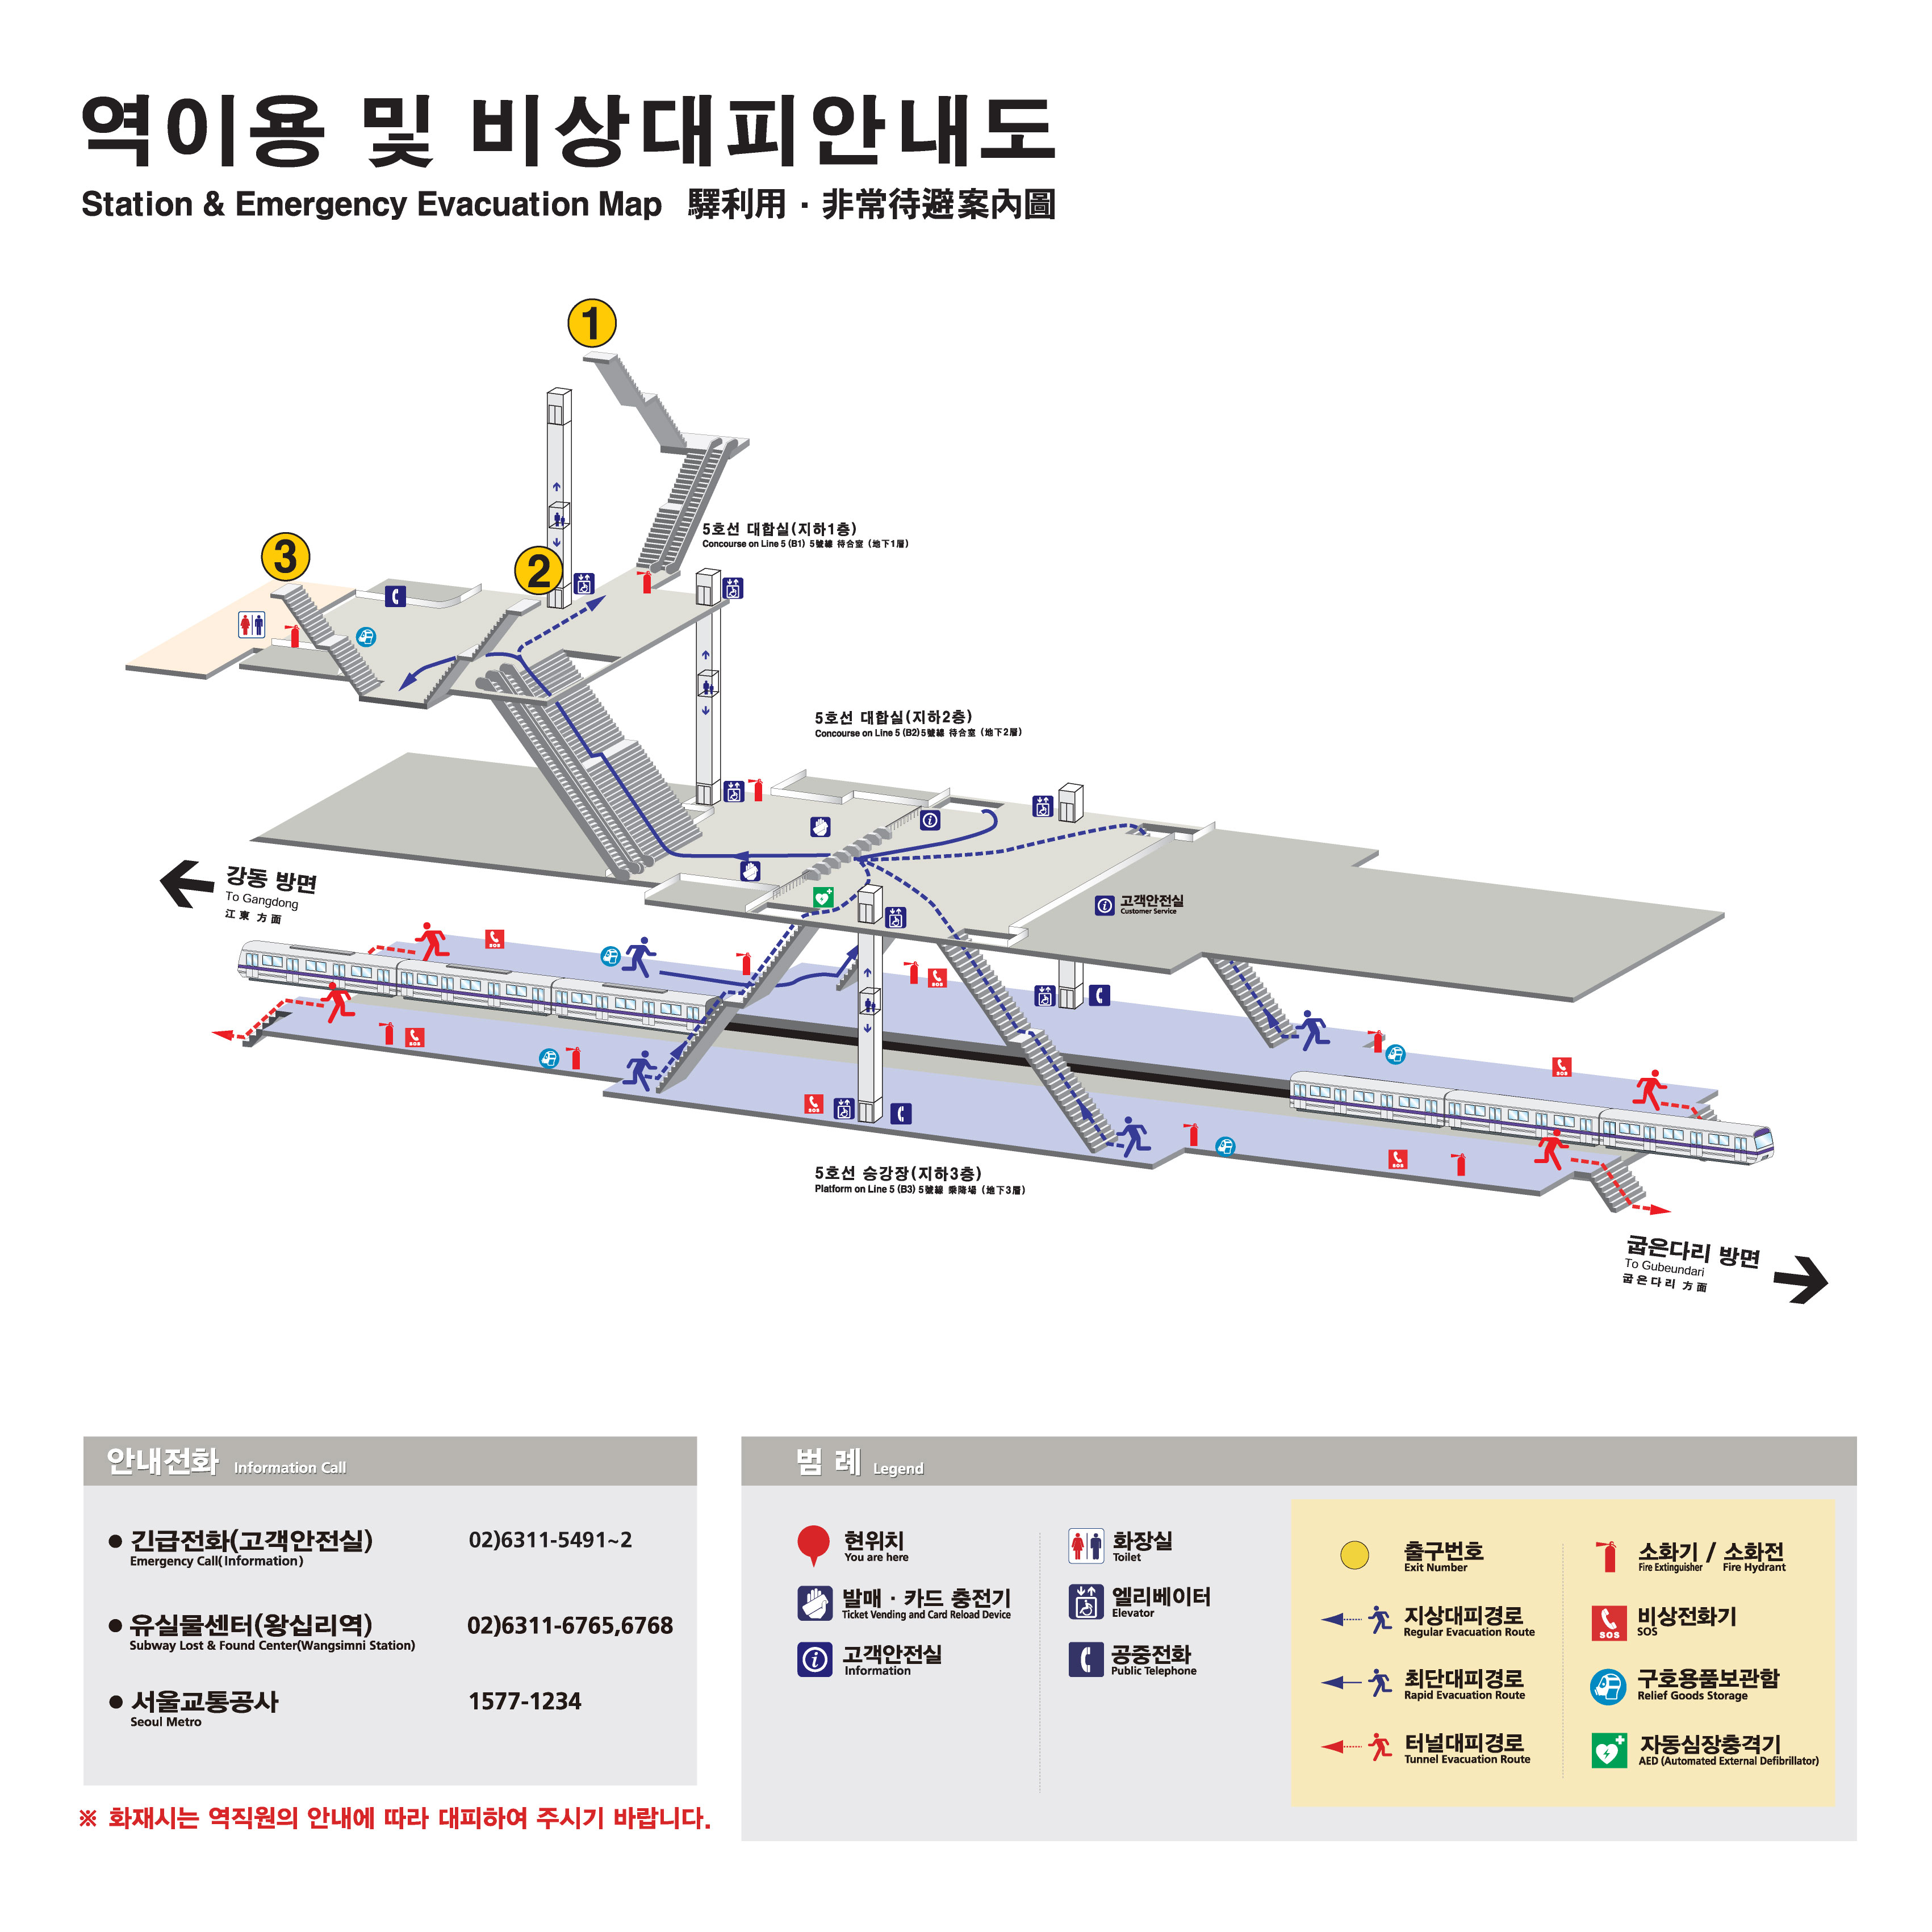 역이용 및 비상대피안내도
Station & Emergency Evacuation Map 驛利用 · 非常待避案內圖
1
5호선 대합실(지하1층)
Concourse on Line 5 (B1) 5號線 待合室 (地下1層)
3
2
5호선 대합실(지하2층)
Concourse on Line 5 (B2) 5號線 待合室 (地下2層)
강동 방면
To Gangdong
江東 方面
고객안전실
Customer Service
SOS
SOS
SOS
SOS
SOS
SOS
5호선 승강장(지하3층)
Platform on Line 5 (B3) 5號線 乘降場 (地下3層)
굽은다리 방면
To Gubeundari
굽은다리 方面
안내전화 Information Call
긴급전화(고객안전실) 02)6311-5491~2
Emergency Call(Information)
유실물센터(왕십리역) 02)6311-6765,6768
Subway Lost & Found Center(Wangsimni Station)
서울교통공사 1577-1234
Seoul Metro
※ 화재시는 역직원의 안내에 따라 대피하여 주시기 바랍니다.
범 례 Legend
현위치
You are here
발매 · 카드 충전기
Ticket Vending and Card Reload Device
고객안전실
Information
화장실
Toilet
엘리베이터
Elevator
공중전화
Public Telephone
출구번호
Exit Number
지상대피경로
Regular Evacuation Route
최단대피경로
Rapid Evacuation Route
터널대피경로
Tunnel Evacuation Route
소화기 / 소화전
Fire Extinguisher Fire Hydrant
SOS
비상전화기
SOS
구호용품보관함
Relief Goods Storage
자동심장충격기
AED (Automated External Defibrillator)